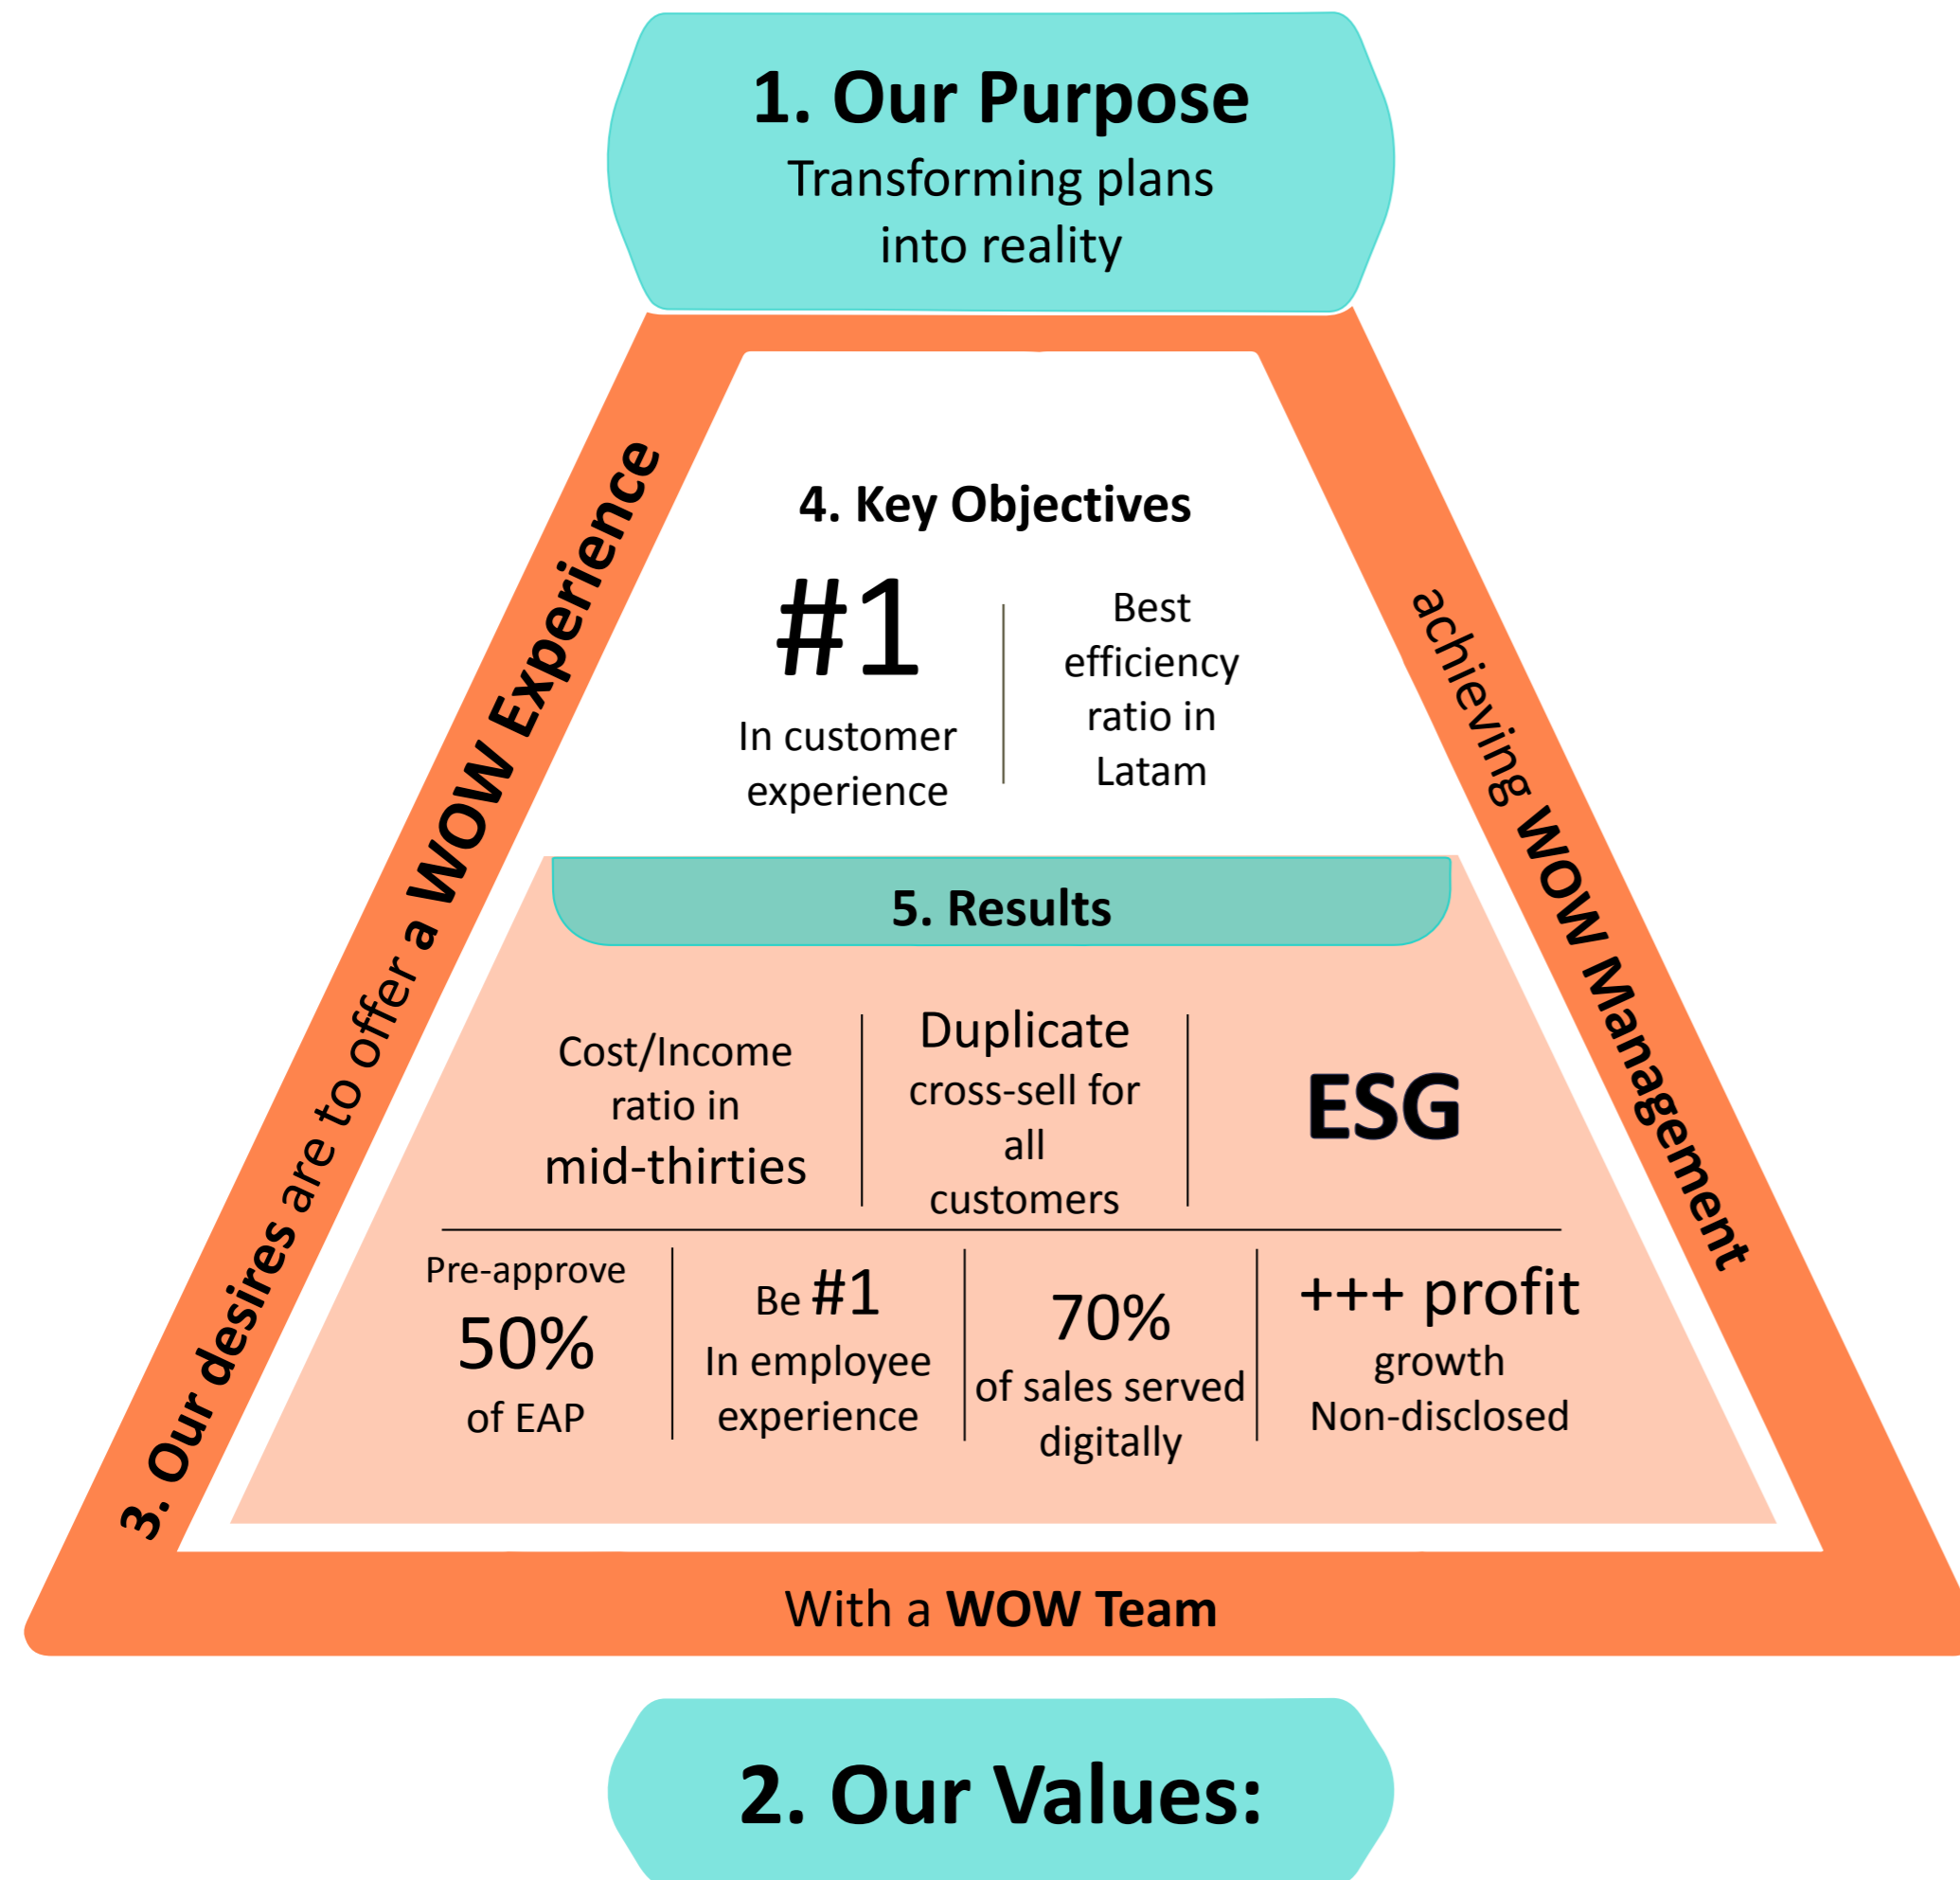 1. Our Purpose
Transforming plans
into reality
3. Our desires are to offer a WOW Experience
achieving WOW Management
4. Key Objectives
#1
In customer
experience
Best
efficiency
ratio in
Latam
5. Results
Cost/Income
ratio in
mid-thirties
Duplicate
cross-sell for
all
customers
ESG
Pre-approve
50%
of EAP
Be #1
In employee
experience
70%
of sales served
digitally
+++ profit
growth
Non-disclosed
With a WOW Team
2. Our Values: